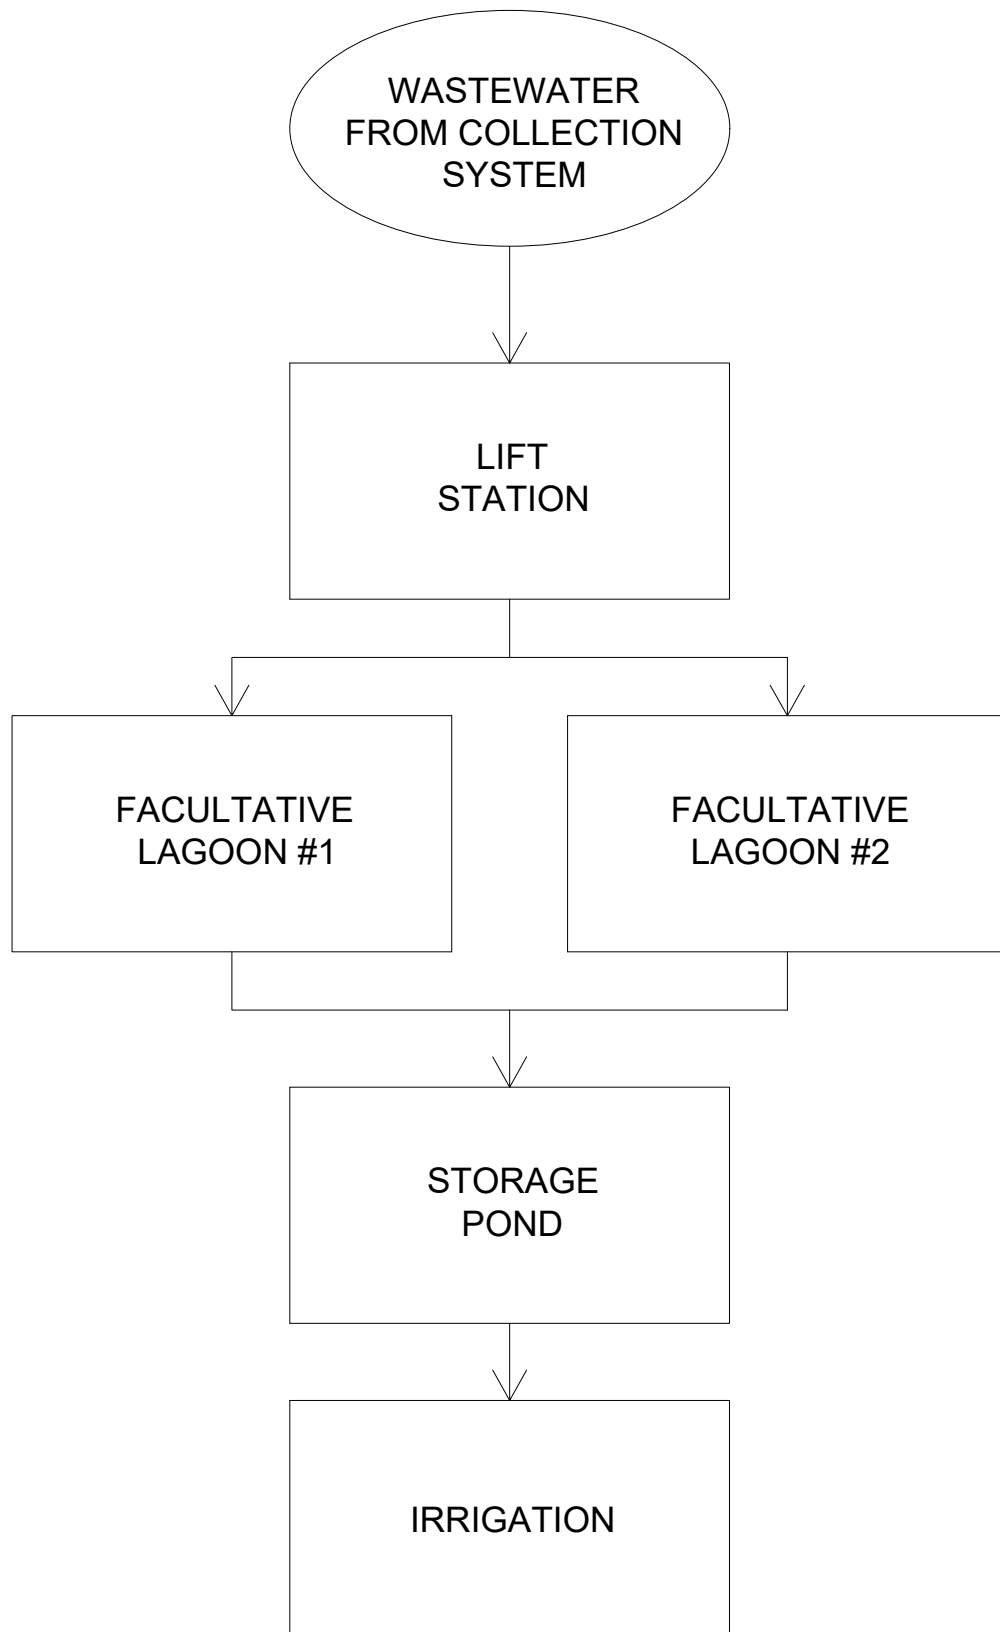 WASTEWATER
FROM COLLECTION
SYSTEM
LIFT
STATION
FACULTATIVE
LAGOON #1
FACULTATIVE
LAGOON #2
STORAGE
POND
IRRIGATION